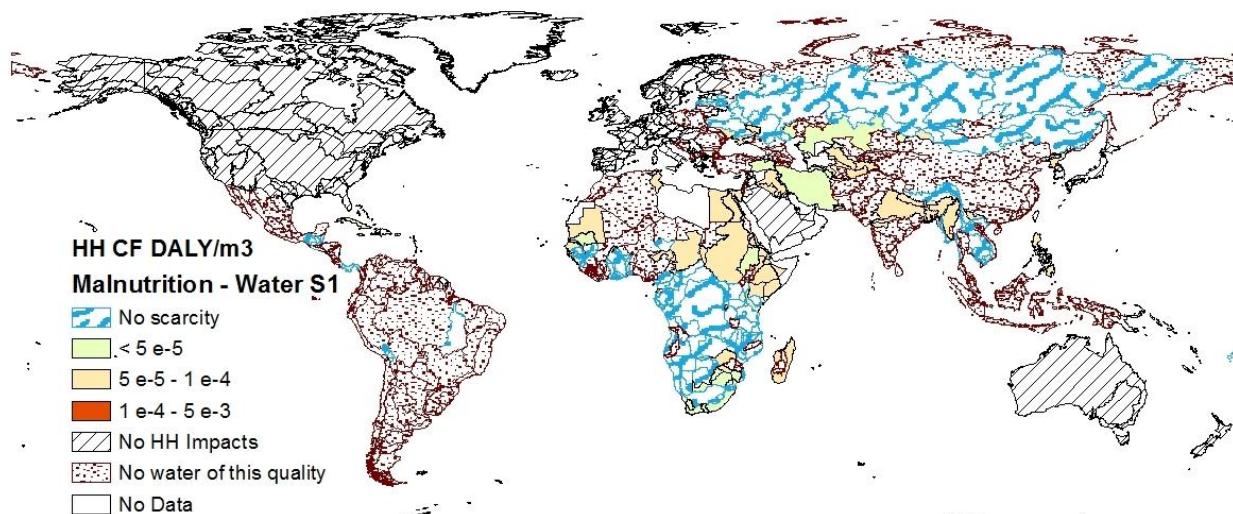 HH CF DALY/m3
Malnutrition - Water S1
No scarcity
< 5 e-5
5 e-5 - 1 e-4
1 e-4 - 5 e-3
No HH Impacts
No water of this quality
No Data